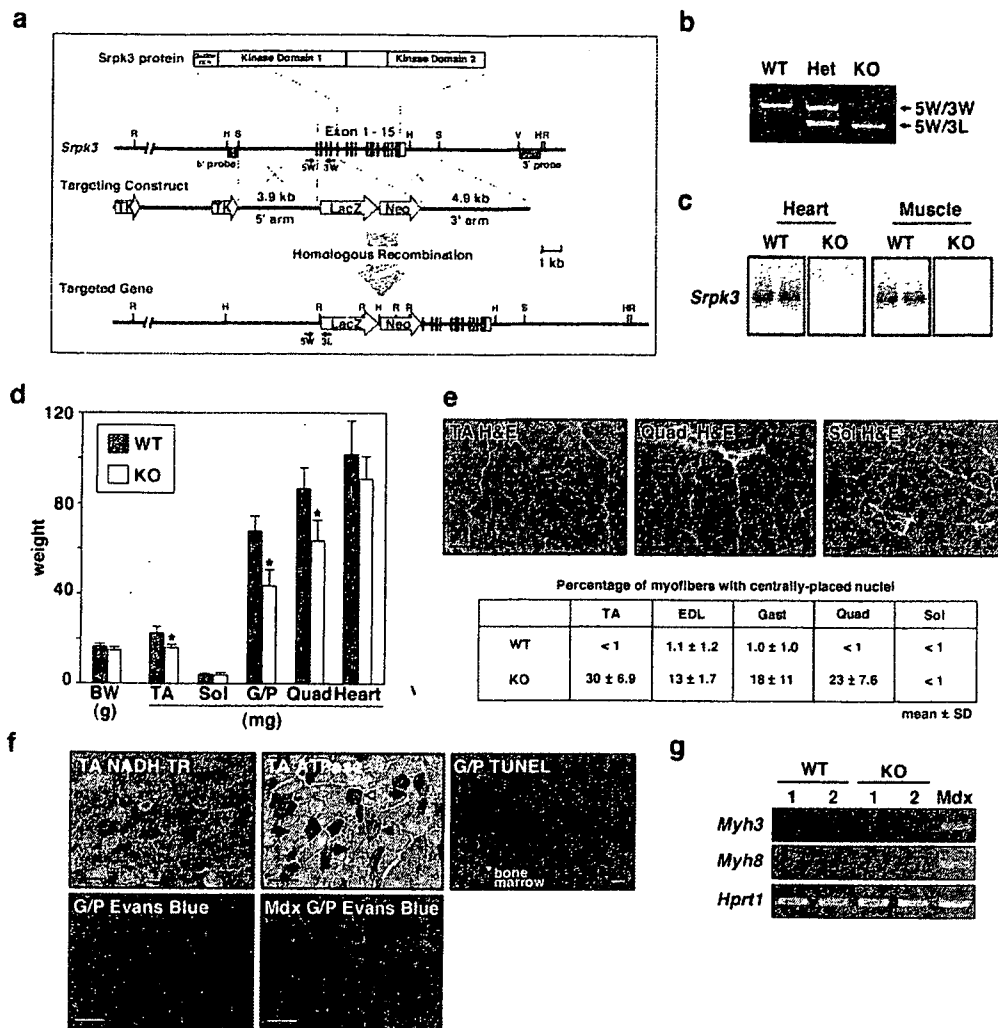 a
Srpk3 protein
Kinase Domain 1
Kinase Domain 2
R
H S
Exon 1 - 15
H
S
V
HR
Srpk3
5' probe
5W 3W
3' probe
Targeting Construct
3.9 kb
4.9 kb
TK
TK
LacZ
Neo
5' arm
3' arm
Homologous Recombination
1 kb
Targeted Gene
R
H
R
R H R R
H
S
HR
LacZ
Neo
5W 3L
b
WT Het KO
5W/3W
5W/3L
c
Heart Muscle
WT KO WT KO
Srpk3
d
120
80
40
0
weight
WT
KO
*
*
*
BW TA Sol G/P Quad Heart
(g) (mg)
e
TA H&E
Quad H&E
Sol H&E
Percentage of myofibers with centrally-placed nuclei
TA EDL Gast Quad Sol
WT < 1 1.1 ± 1.2 1.0 ± 1.0 < 1 < 1
KO 30 ± 6.9 13 ± 1.7 18 ± 11 23 ± 7.6 < 1
mean ± SD
f
TA NADH-TR
TA ATPase
G/P TUNEL
bone
marrow
G/P Evans Blue
Mdx G/P Evans Blue
g
WT KO
1 2 1 2 Mdx
Myh3
Myh8
Hprt1